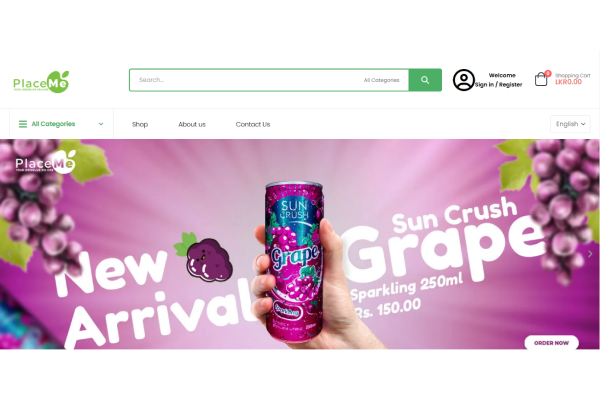 PlaceMe
Search...
All Categories
Welcome
Sign in / Register
0
Shopping Cart
LKR0.00
All Categories
Shop
About us
Contact Us
English
PlaceMe
New
Arrival
SUN
CRUSH
Grape
Sun Crush
Grape
Sparkling 250ml
Rs. 150.00
ORDER NOW